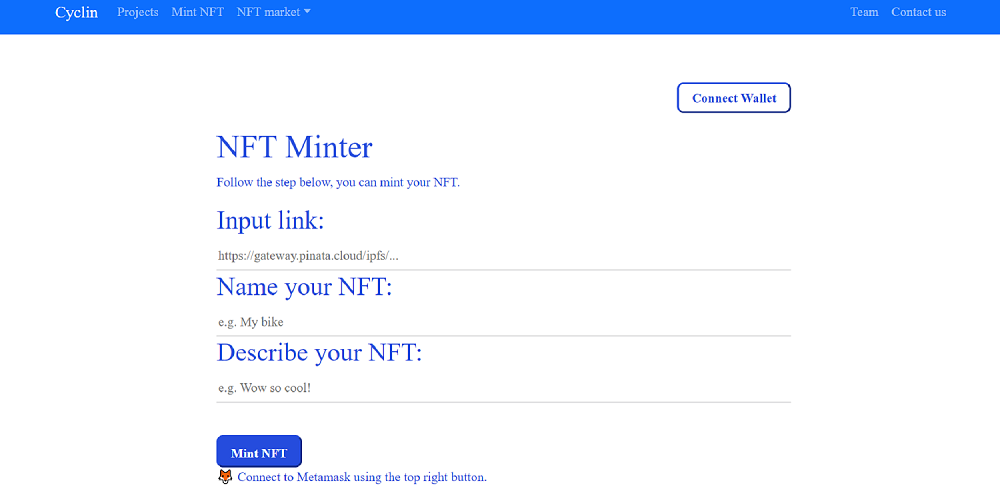 Cyclin Projects Mint NFT NFT market Team Contact us
Connect Wallet
NFT Minter
Follow the step below, you can mint your NFT.
Input link:
https://gateway.pinata.cloud/ipfs/...
Name your NFT:
e.g. My bike
Describe your NFT:
e.g. Wow so cool!
Mint NFT
Connect to Metamask using the top right button.